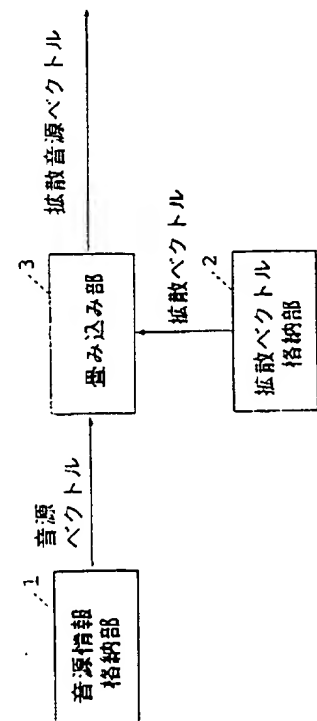 1
音源情報
格納部
音源
ベクトル
3
畳み込み部
拡散音源ベクトル
拡散ベクトル
2
拡散ベクトル
格納部